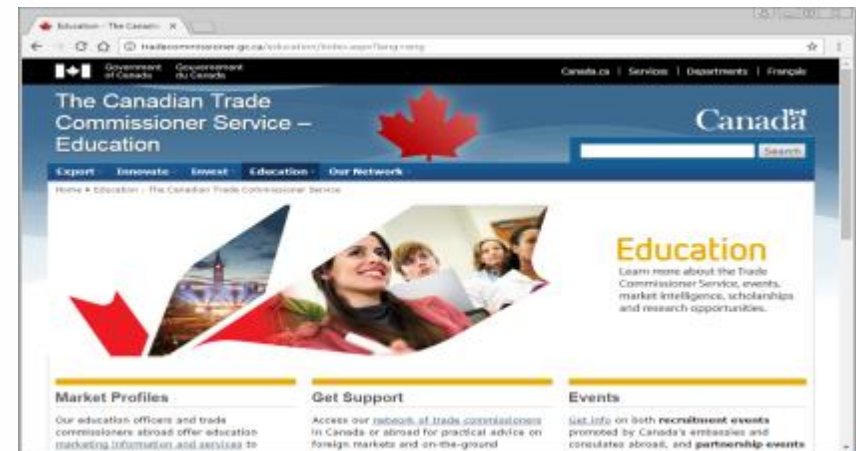 Education - The Canadi
tradecommissioner.gc.ca/education/index.aspx?lang=eng
Government of Canada
Gouvernement du Canada
Canada.ca | Services | Departments | Français
The Canadian Trade
Commissioner Service –
Education
Canada
Search
Export Innovate Invest Education Our Network
Home Education - The Canadian Trade Commissioner Service
Education
Learn more about the Trade
Commissioner Service, events,
market intelligence, scholarships
and research opportunities.
Market Profiles
Our education officers and trade
commissioners abroad offer education
marketing information and services to
Get Support
Access our network of trade commissioners
in Canada or abroad for practical advice on
foreign markets and on-the-ground
Events
Get info on both recruitment events
promoted by Canada's embassies and
consulates abroad, and partnership events